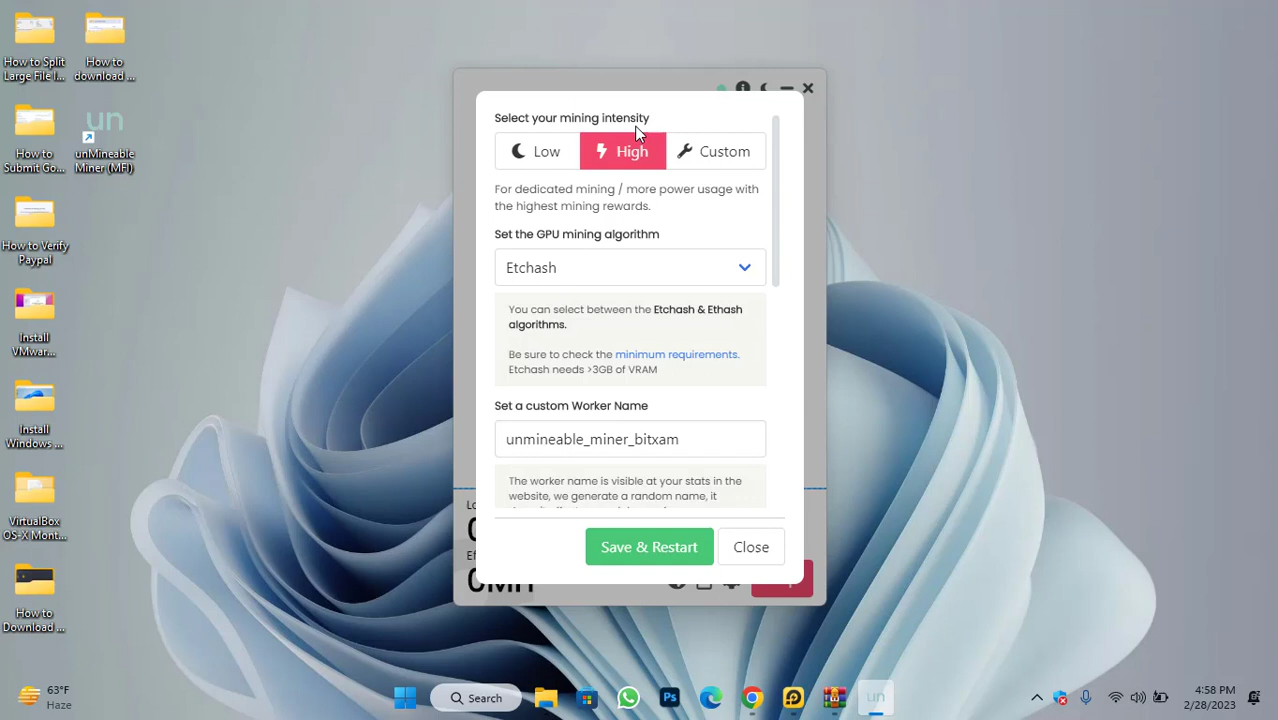 How to Split
Large File I...
How to
download ...
How to
Submit Go...
un
unMineable
Miner (MFI)
How to Verify
Paypal
Install
VMwar...
Install
Windows ...
VirtualBox
OS-X Mont...
How to
Download ...
Select your mining intensity
Low
High
Custom
For dedicated mining / more power usage with
the highest mining rewards.
Set the GPU mining algorithm
Etchash
You can select between the Etchash & Ethash
algorithms.
Be sure to check the minimum requirements.
Etchash needs >3GB of VRAM
Set a custom Worker Name
unmineable_miner_bitxam
The worker name is visible at your stats in the
website, we generate a random name, it
Save & Restart
Close
63°F
Haze
Search
Ps
un
4:58 PM
2/28/2023